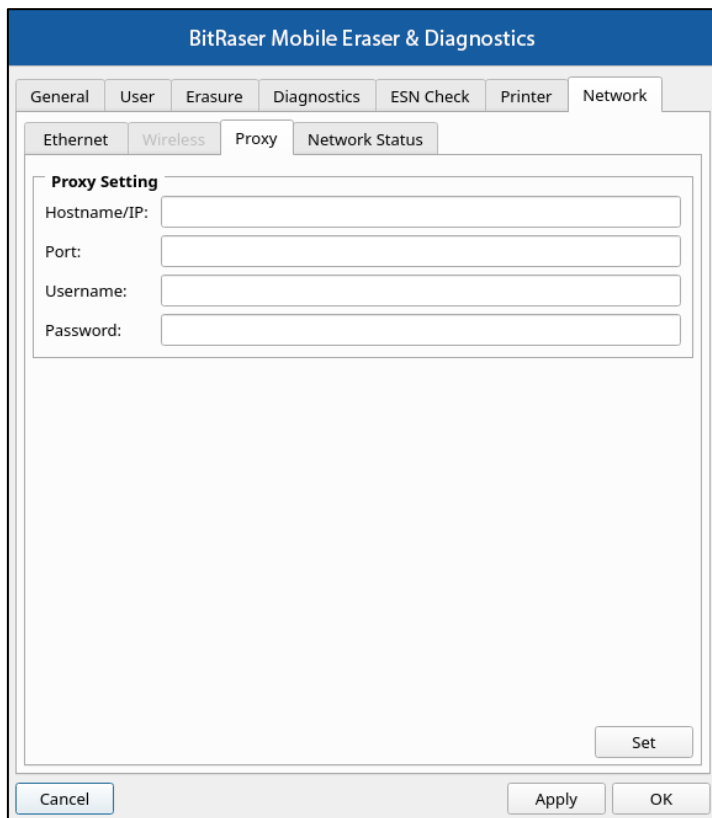 BitRaser Mobile Eraser & Diagnostics
General User Erasure Diagnostics ESN Check Printer Network
Ethernet Wireless Proxy Network Status
Proxy Setting
Hostname/IP:
Port:
Username:
Password:
Set
Cancel Apply OK